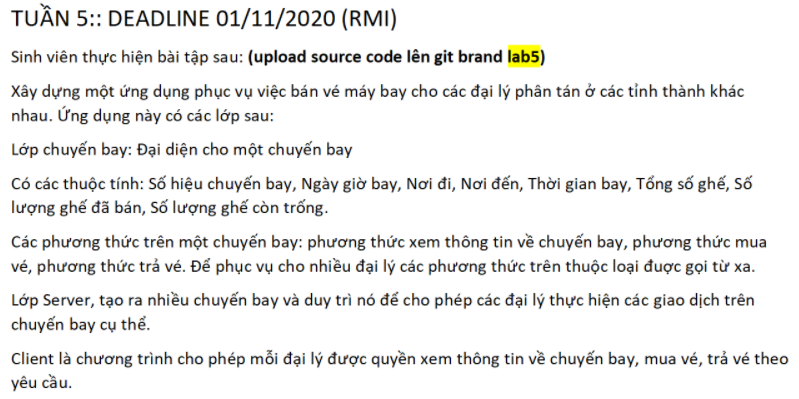 TUẦN 5:: DEADLINE 01/11/2020 (RMI)
Sinh viên thực hiện bài tập sau: (upload source code lên git brand lab5)
Xây dựng một ứng dụng phục vụ việc bán vé máy bay cho các đại lý phân tán ở các tỉnh thành khác
nhau. Ứng dụng này có các lớp sau:
Lớp chuyến bay: Đại diện cho một chuyến bay
Có các thuộc tính: Số hiệu chuyến bay, Ngày giờ bay, Nơi đi, Nơi đến, Thời gian bay, Tổng số ghế, Số
lượng ghế đã bán, Số lượng ghế còn trống.
Các phương thức trên một chuyến bay: phương thức xem thông tin về chuyến bay, phương thức mua
vé, phương thức trả vé. Để phục vụ cho nhiều đại lý các phương thức trên thuộc loại được gọi từ xa.
Lớp Server, tạo ra nhiều chuyến bay và duy trì nó để cho phép các đại lý thực hiện các giao dịch trên
chuyến bay cụ thể.
Client là chương trình cho phép mỗi đại lý được quyền xem thông tin về chuyến bay, mua vé, trả vé theo
yêu cầu.